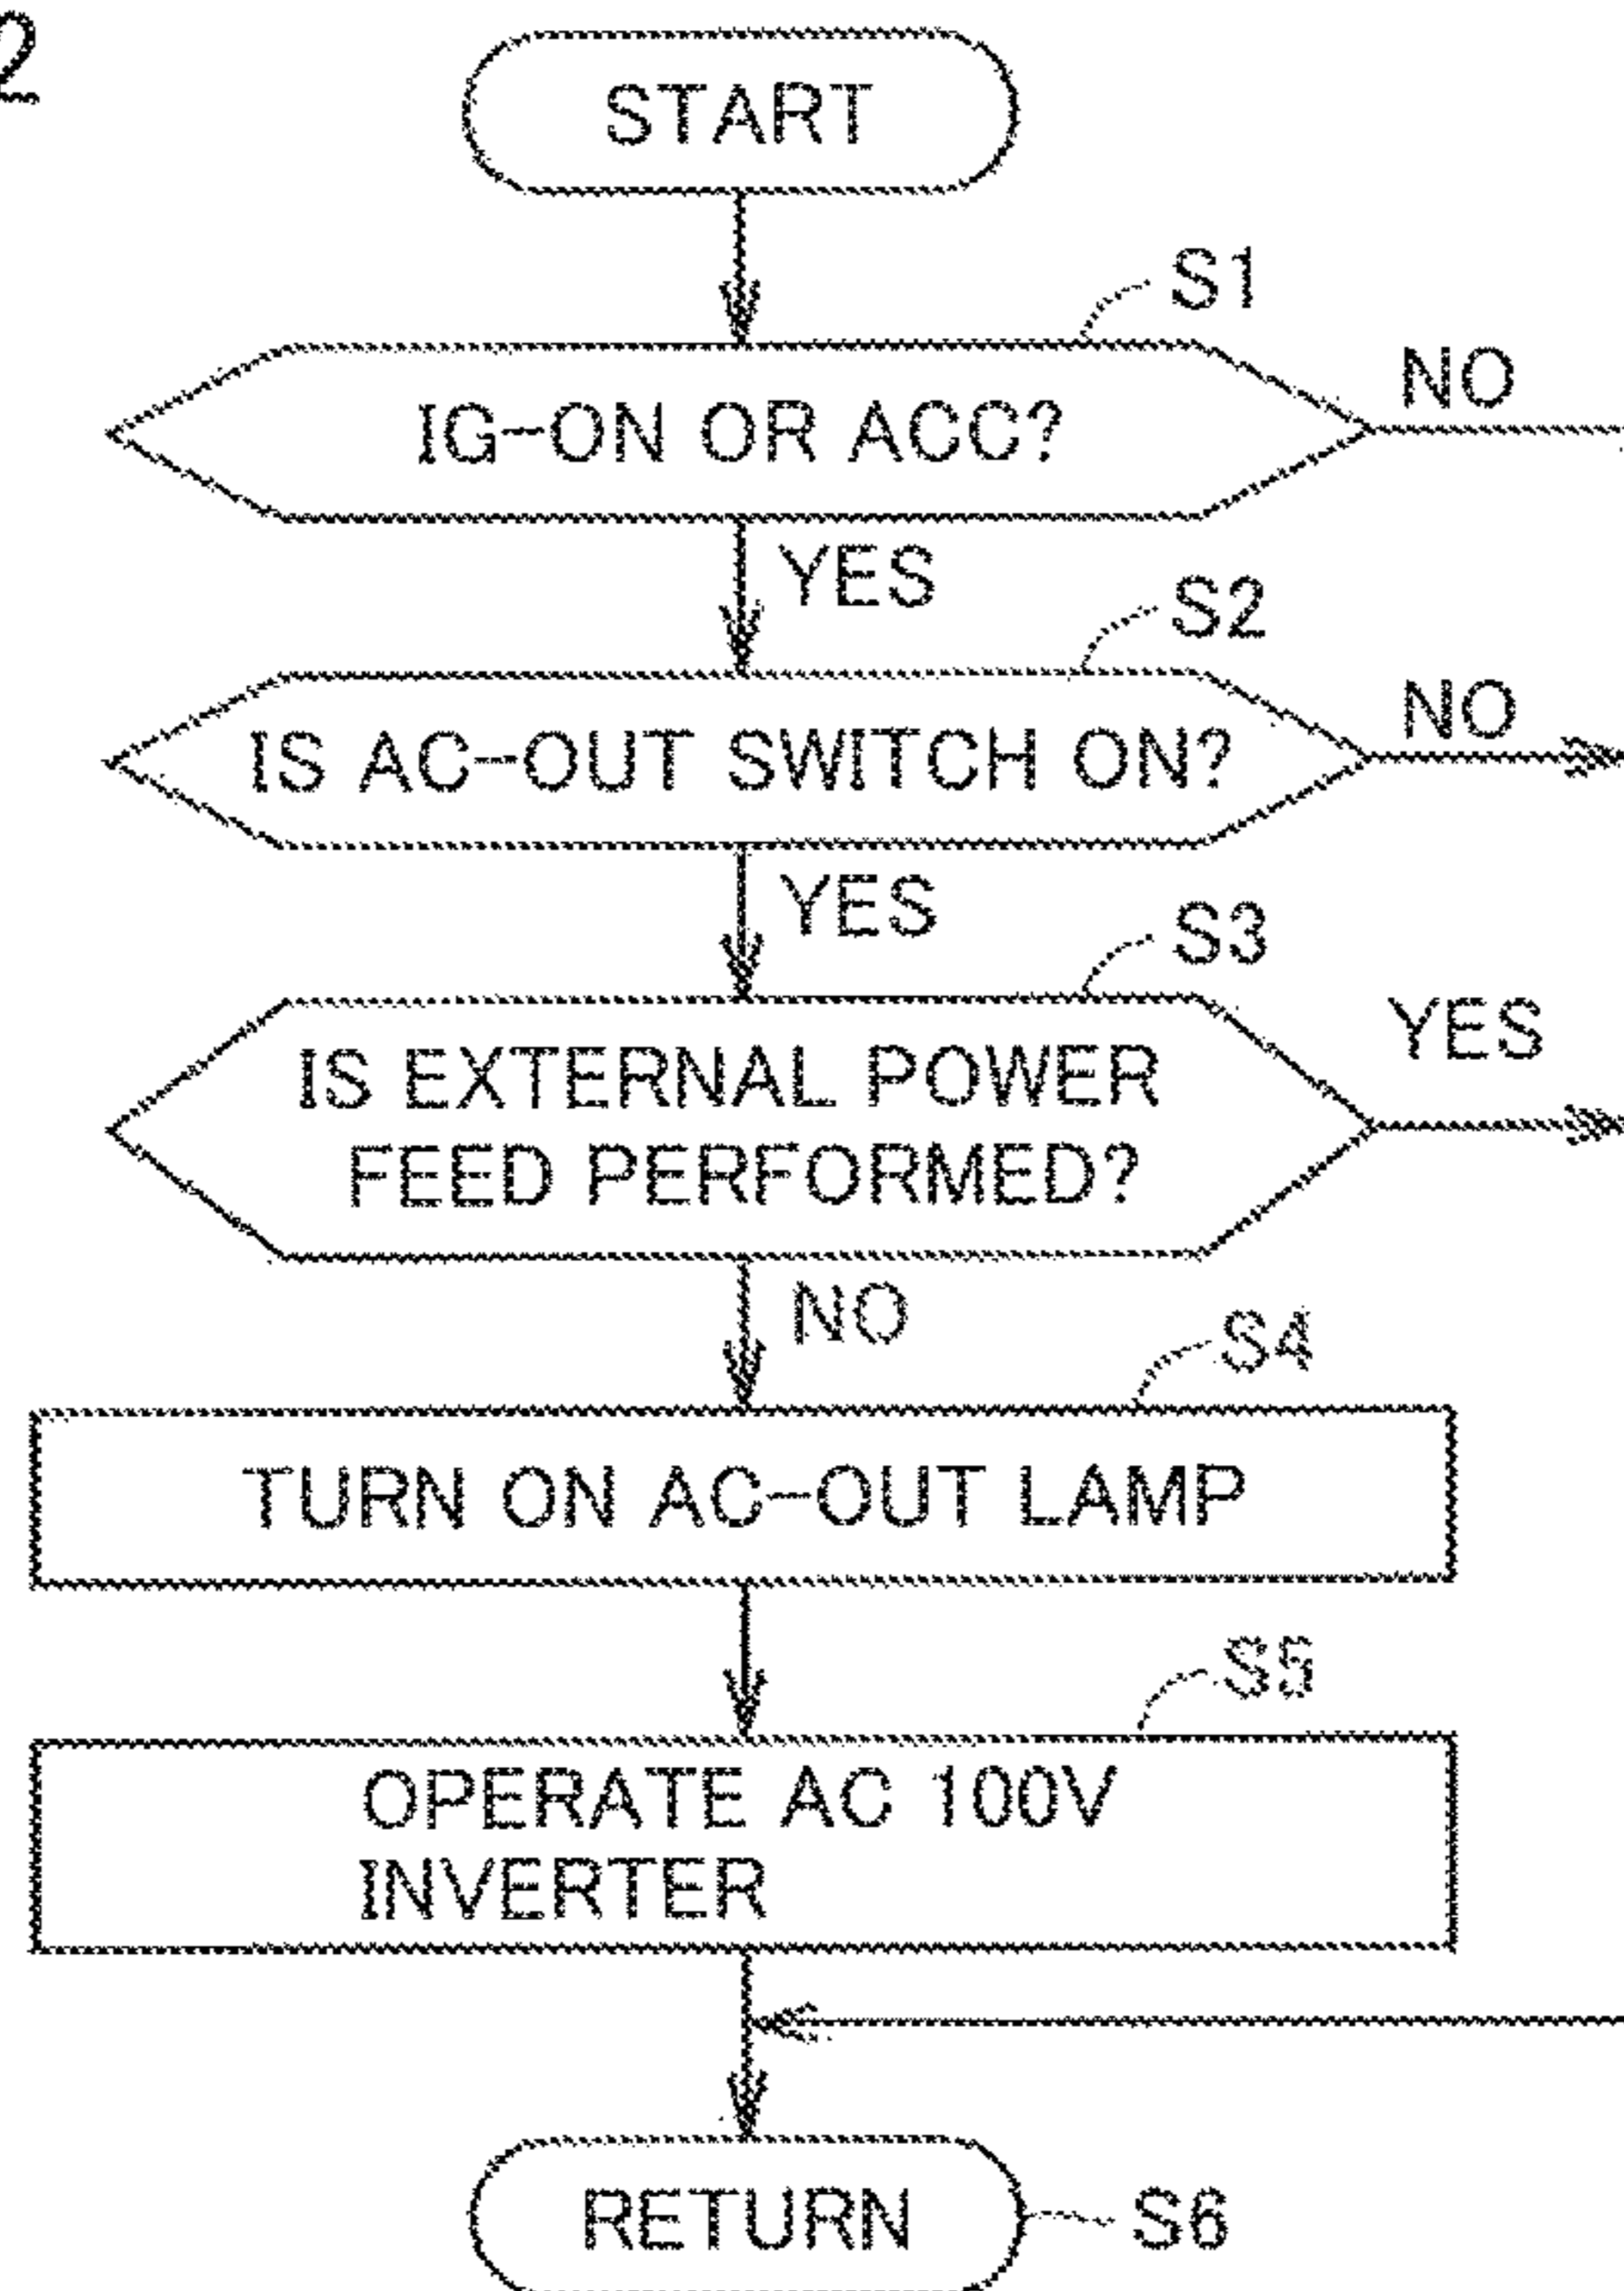 2
START
S1
IG-ON OR ACC?
NO
YES
S2
IS AC-OUT SWITCH ON?
NO
YES
S3
IS EXTERNAL POWER
FEED PERFORMED?
YES
NO
S4
TURN ON AC-OUT LAMP
S5
OPERATE AC 100V
INVERTER
RETURN
S6